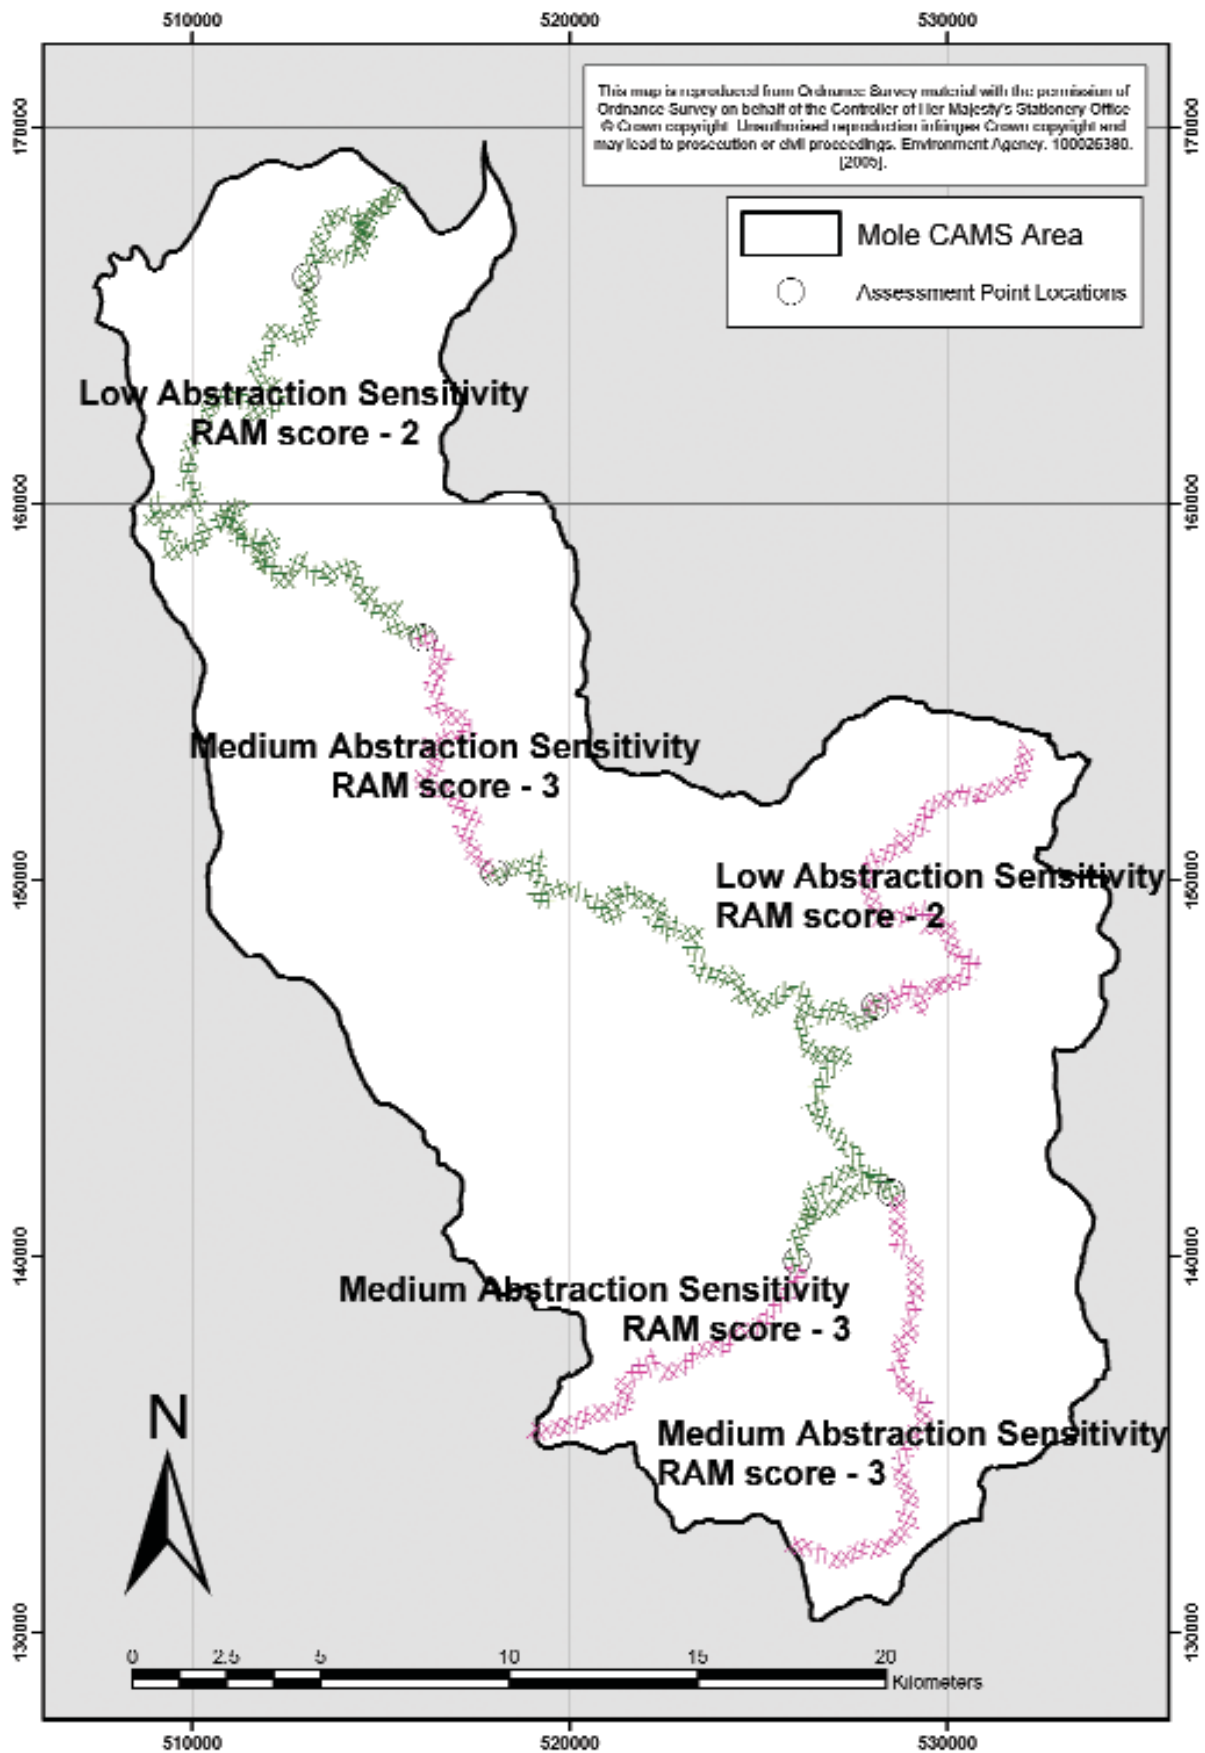 510000 520000 530000
This map is reproduced from Ordnance Survey material with the permission of
Ordnance Survey on behalf of the Controller of Her Majesty's Stationery Office
© Crown copyright. Unauthorised reproduction infringes Crown copyright and
may lead to prosecution or civil proceedings. Environment Agency. 100026380.
[2005].
170000 170000
Mole CAMS Area
Assessment Point Locations
Low Abstraction Sensitivity
RAM score - 2
160000 160000
Medium Abstraction Sensitivity
RAM score - 3
150000 150000
Low Abstraction Sensitivity
RAM score - 2
140000 140000
Medium Abstraction Sensitivity
RAM score - 3
N
Medium Abstraction Sensitivity
RAM score - 3
130000 130000
0 2.5 5 10 15 20
Kilometers
510000 520000 530000